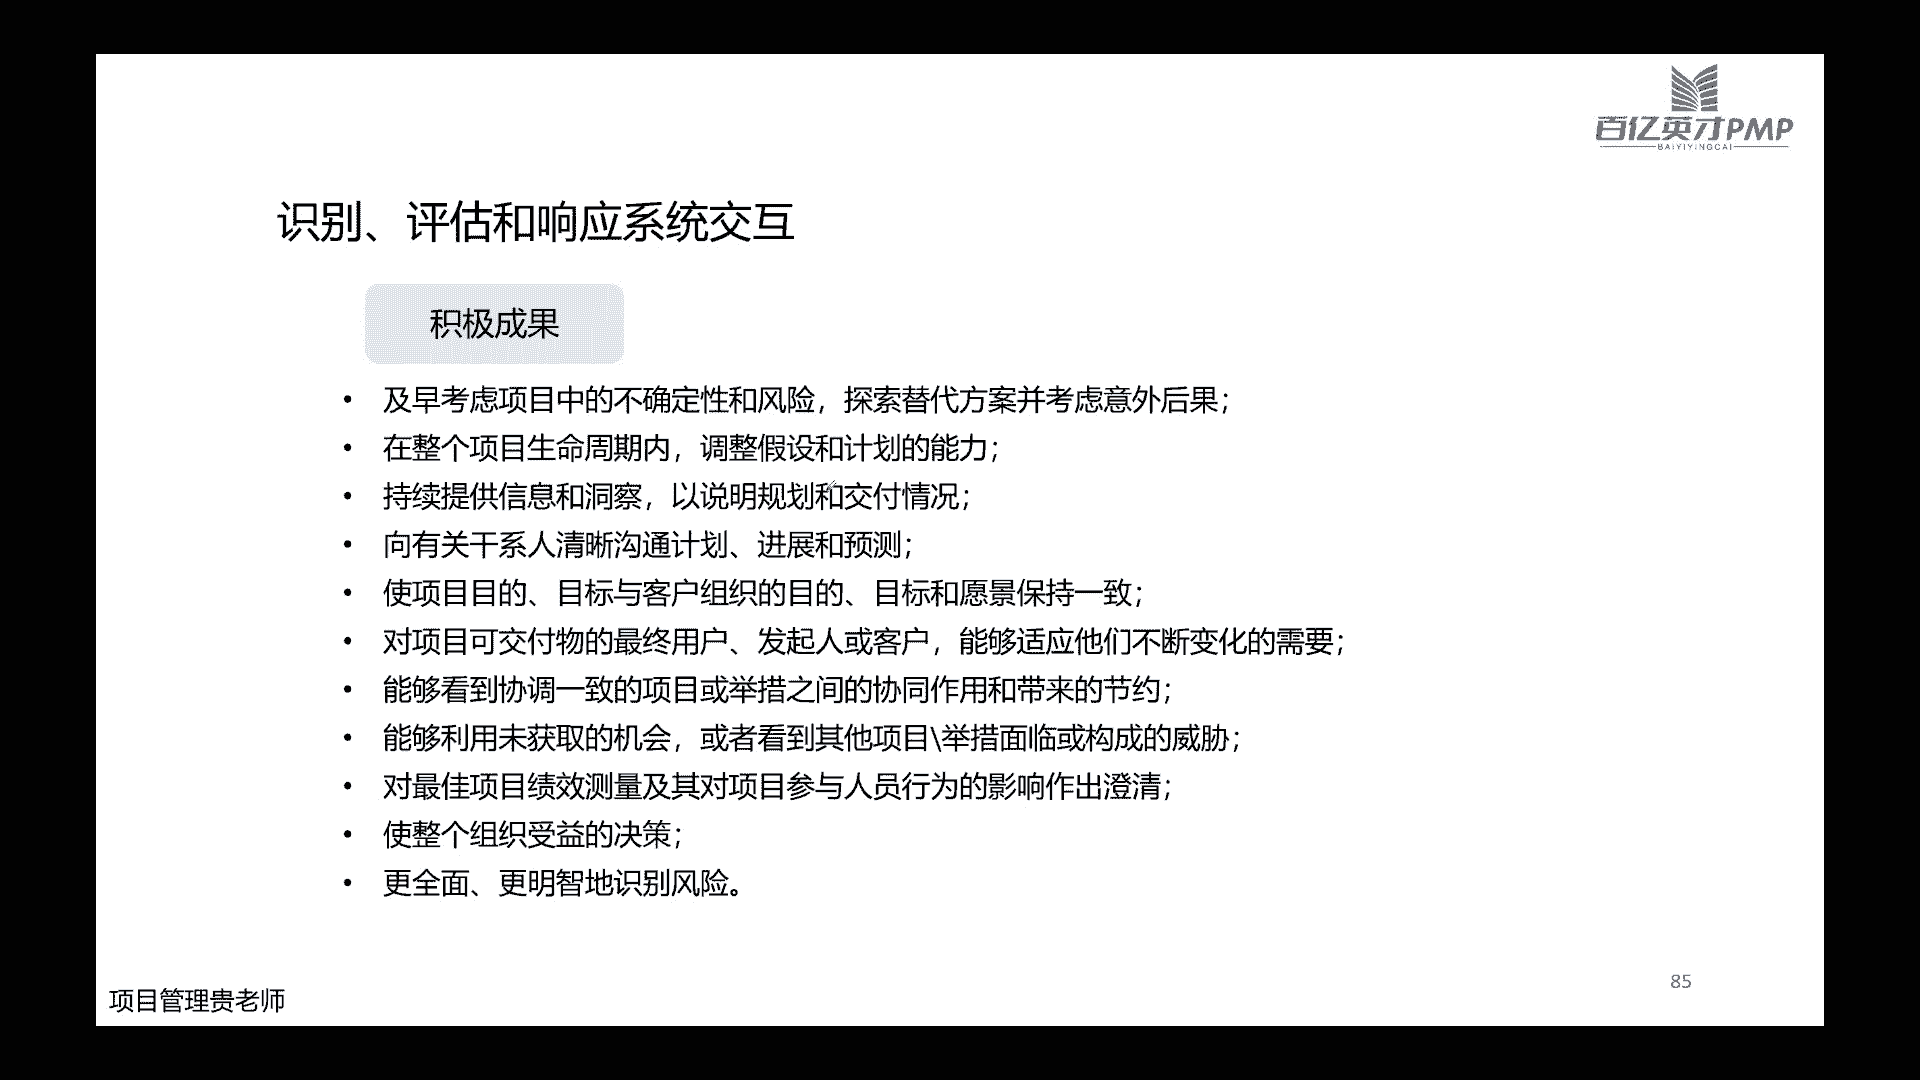 百亿英才PMP
BAIYIYINGCAI
识别、评估和响应系统交互
积极成果
• 及早考虑项目中的不确定性和风险，探索替代方案并考虑意外后果；
• 在整个项目生命周期内，调整假设和计划的能力；
• 持续提供信息和洞察，以说明规划和交付情况；
• 向有关干系人清晰沟通计划、进展和预测；
• 使项目目的、目标与客户组织的目的、目标和愿景保持一致；
• 对项目可交付物的最终用户、发起人或客户，能够适应他们不断变化的需要；
• 能够看到协调一致的项目或举措之间的协同作用和带来的节约；
• 能够利用未获取的机会，或者看到其他项目\举措面临或构成的威胁；
• 对最佳项目绩效测量及其对项目参与人员行为的影响作出澄清；
• 使整个组织受益的决策；
• 更全面、更明智地识别风险。
85
项目管理贵老师